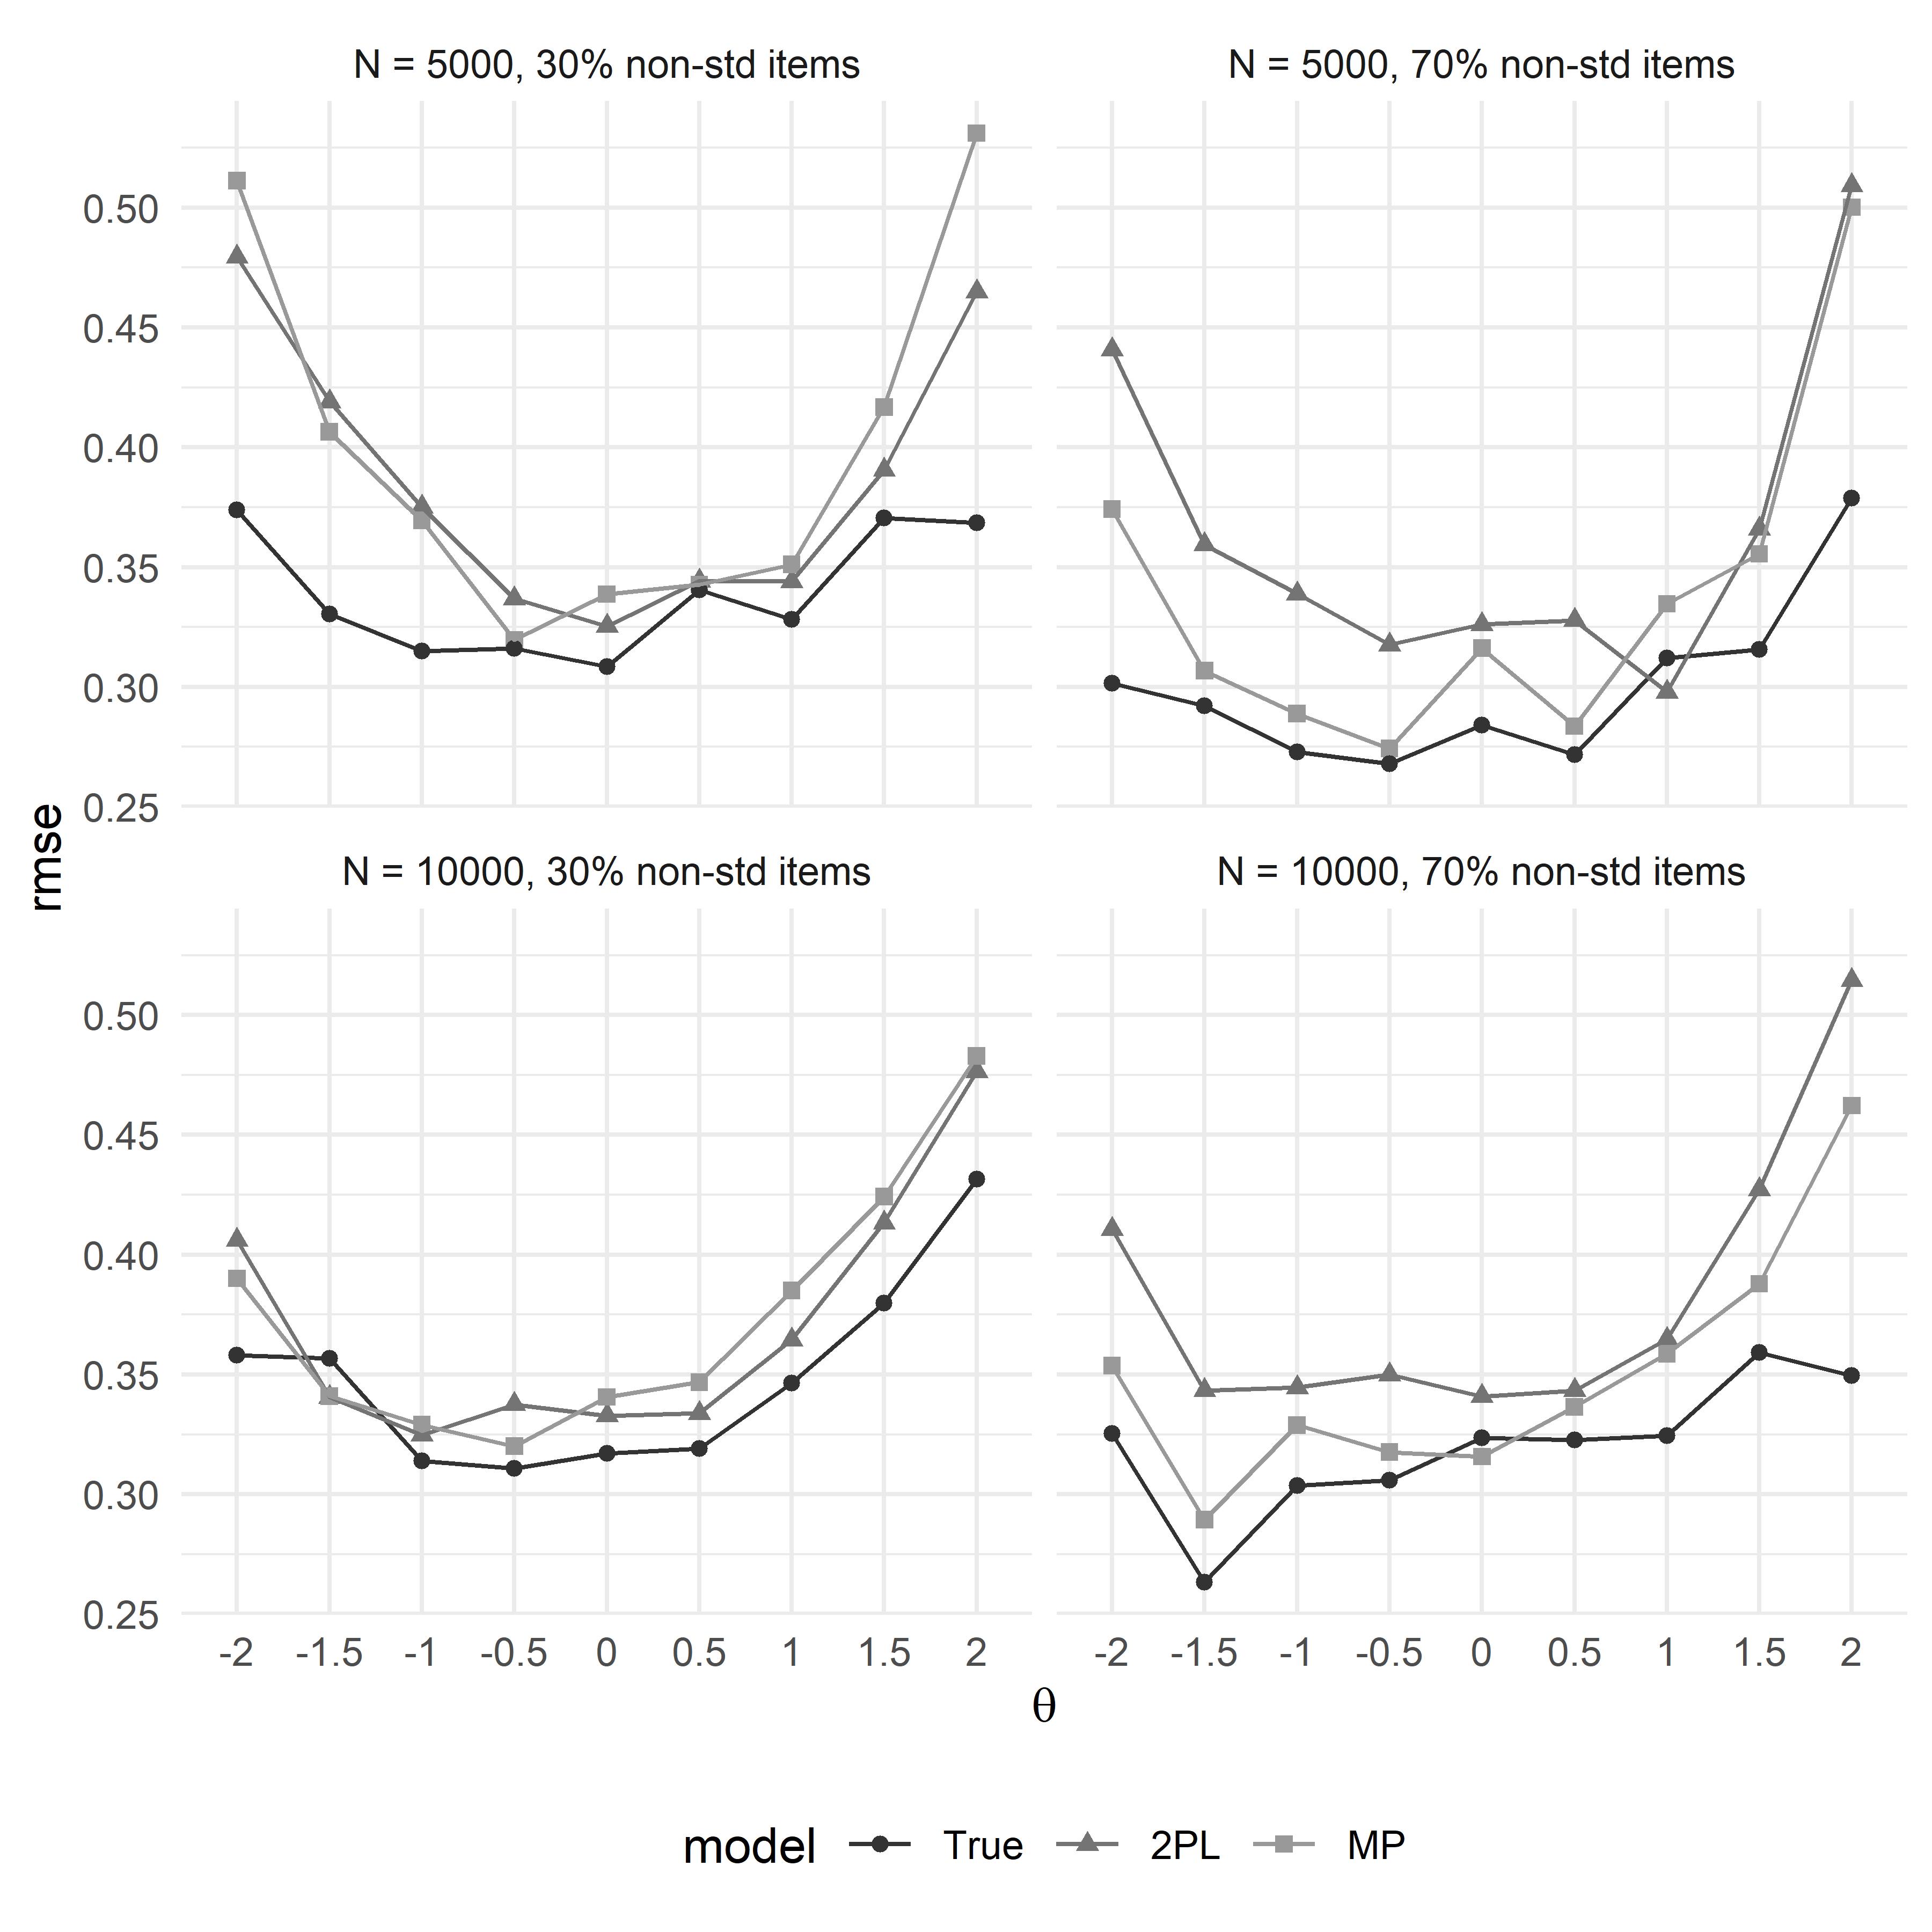 N = 5000, 30% non-std items
N = 5000, 70% non-std items
0.50
0.45
0.40
0.35
0.30
0.25
rmse
N = 10000, 30% non-std items
N = 10000, 70% non-std items
0.50
0.45
0.40
0.35
0.30
0.25
-2 -1.5 -1 -0.5 0 0.5 1 1.5 2
-2 -1.5 -1 -0.5 0 0.5 1 1.5 2
θ
model True 2PL MP